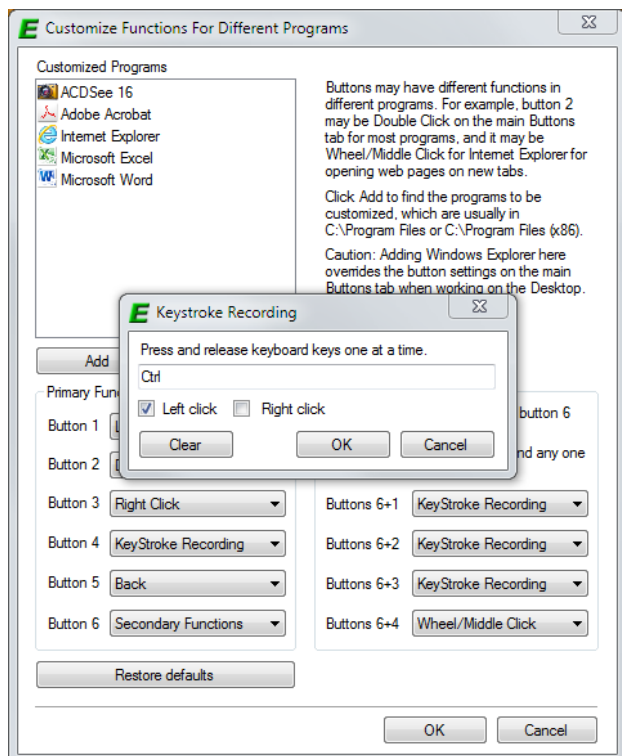 Customize Functions For Different Programs
Customized Programs
ACDSee 16
Adobe Acrobat
Internet Explorer
Microsoft Excel
Microsoft Word
Buttons may have different functions in
different programs. For example, button 2
may be Double Click on the main Buttons
tab for most programs, and it may be
Wheel/Middle Click for Internet Explorer for
opening web pages on new tabs.
Click Add to find the programs to be
customized, which are usually in
C:\Program Files or C:\Program Files (x86).
Caution: Adding Windows Explorer here
overrides the button settings on the main
Buttons tab when working on the Desktop.
Keystroke Recording
Press and release keyboard keys one at a time.
Ctrl
Left click Right click
Clear OK Cancel
Add
Primary
button 6
and any one
Button 1
Button 2
Button 3 Right Click
Button 4 KeyStroke Recording
Button 5 Back
Button 6 Secondary Functions
Buttons 6+1 KeyStroke Recording
Buttons 6+2 KeyStroke Recording
Buttons 6+3 KeyStroke Recording
Buttons 6+4 Wheel/Middle Click
Restore defaults
OK Cancel